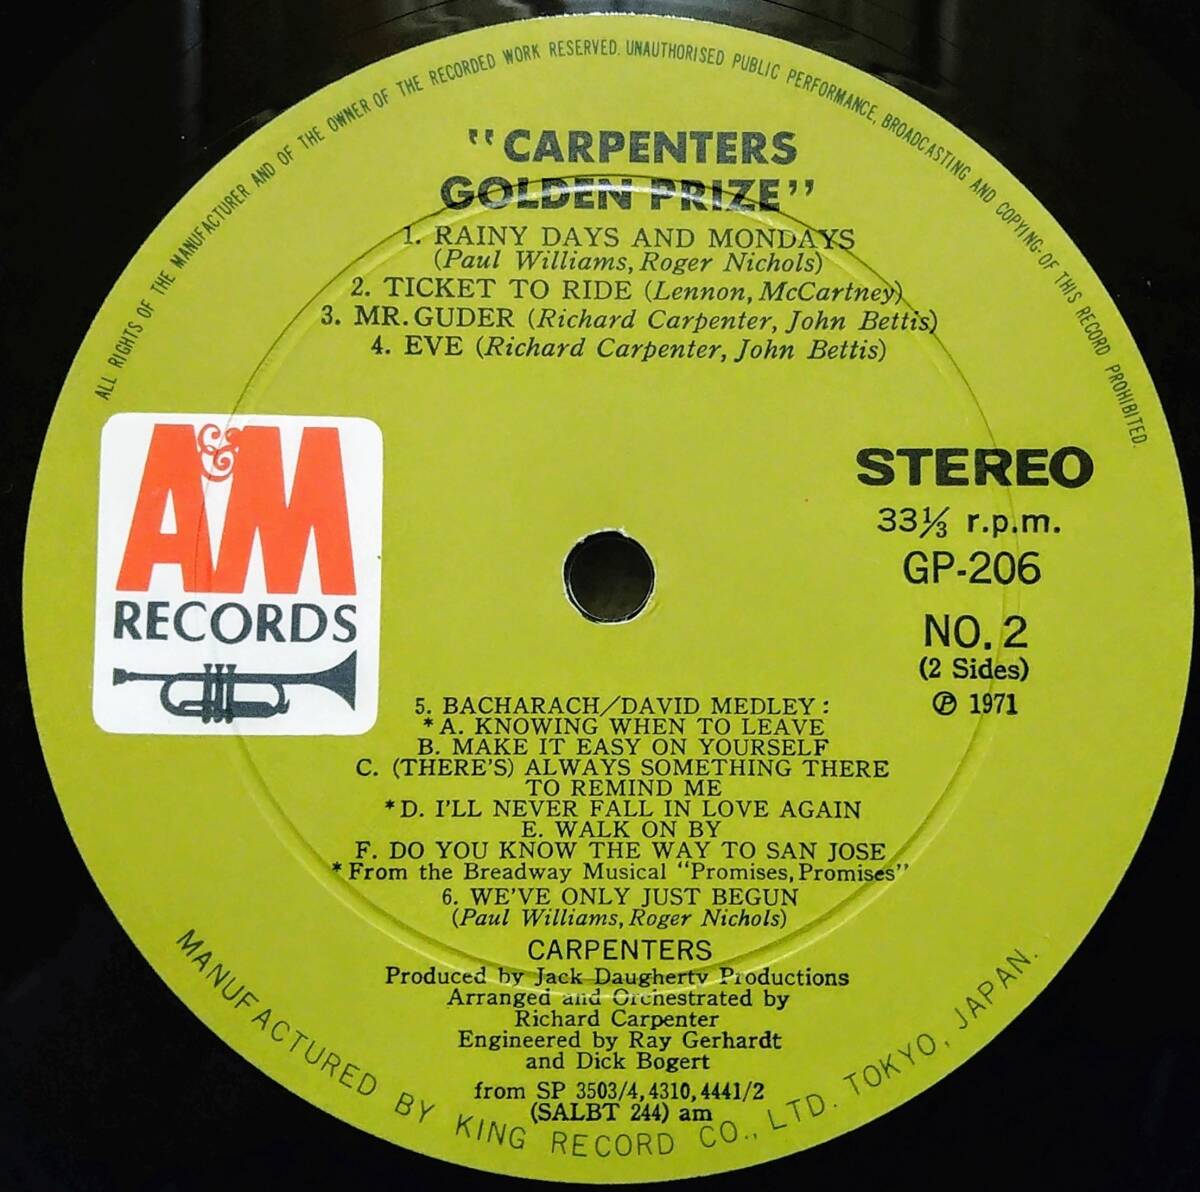 ALL RIGHTS OF THE MANUFACTURER AND OF THE OWNER OF THE RECORDED WORK RESERVED. UNAUTHORISED PUBLIC PERFORMANCE, BROADCASTING AND COPYING OF THIS RECORD PROHIBITED.
"CARPENTERS
GOLDEN PRIZE"
1. RAINY DAYS AND MONDAYS
(Paul Williams, Roger Nichols)
2. TICKET TO RIDE (Lennon, McCartney)
3. MR. GUDER (Richard Carpenter, John Bettis)
4. EVE (Richard Carpenter, John Bettis)
A&M
RECORDS
STEREO
33⅓ r.p.m.
GP-206
NO. 2
(2 Sides)
℗ 1971
5. BACHARACH/DAVID MEDLEY:
*A. KNOWING WHEN TO LEAVE
B. MAKE IT EASY ON YOURSELF
C. (THERE'S) ALWAYS SOMETHING THERE
TO REMIND ME
*D. I'LL NEVER FALL IN LOVE AGAIN
E. WALK ON BY
F. DO YOU KNOW THE WAY TO SAN JOSE
*From the Breadway Musical "Promises, Promises"
6. WE'VE ONLY JUST BEGUN
(Paul Williams, Roger Nichols)
CARPENTERS
Produced by Jack Daugherty Productions
Arranged and Orchestrated by
Richard Carpenter
Engineered by Ray Gerhardt
and Dick Bogert
from SP 3503/4, 4310, 4441/2
(SALBT 244) am
MANUFACTURED BY KING RECORD CO., LTD. TOKYO, JAPAN.